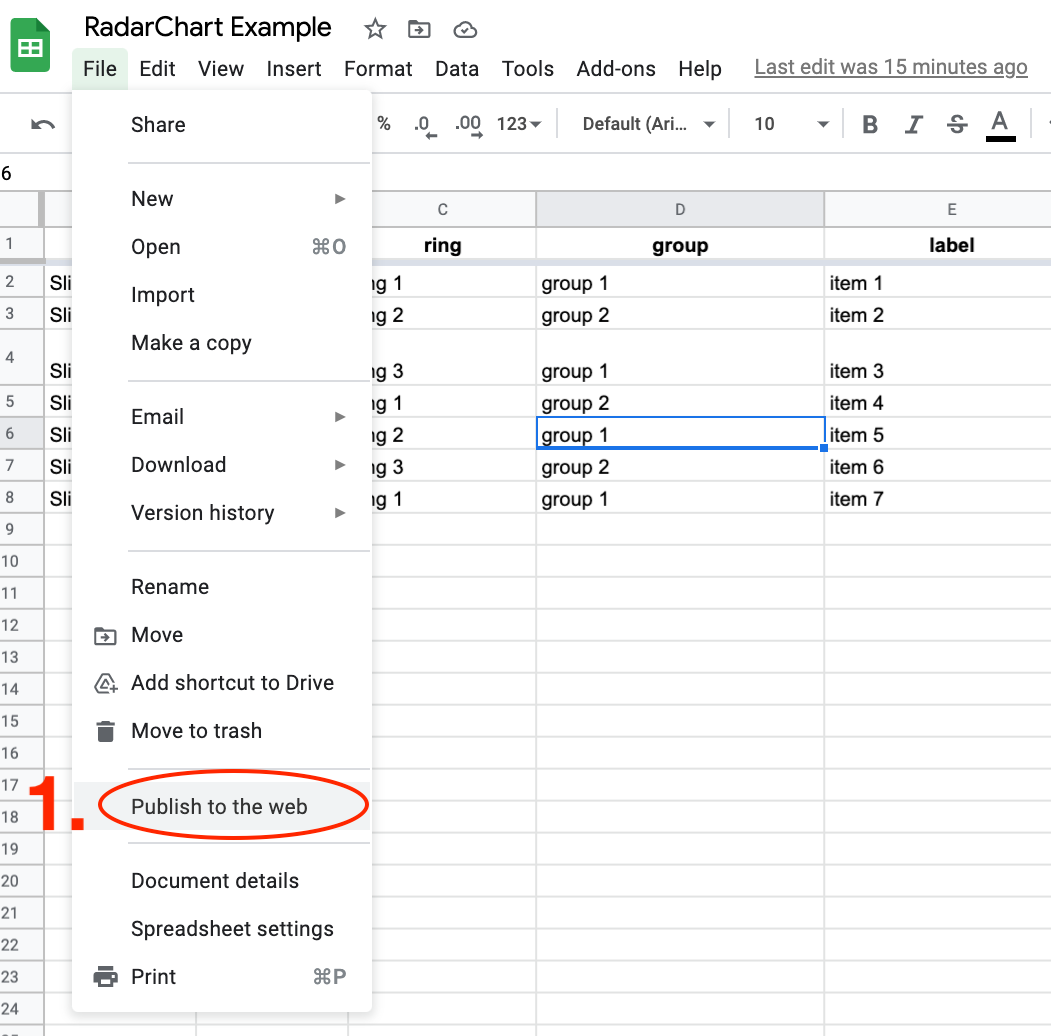 RadarChart Example
File Edit View Insert Format Data Tools Add-ons Help Last edit was 15 minutes ago
% .0 .00 123 Default (Ari... 10 B I S A
6
C D E
1 ring group label
2 Sli ng 1 group 1 item 1
3 Sli ng 2 group 2 item 2
4 Sli ng 3 group 1 item 3
5 Sli ng 1 group 2 item 4
6 Sli ng 2 group 1 item 5
7 Sli ng 3 group 2 item 6
8 Sli ng 1 group 1 item 7
9
10
11
12
13
14
15
16
17
18
19
20
21
22
23
24
Share
New
Open ⌘O
Import
Make a copy
Email
Download
Version history
Rename
Move
Add shortcut to Drive
Move to trash
1. Publish to the web
Document details
Spreadsheet settings
Print ⌘P